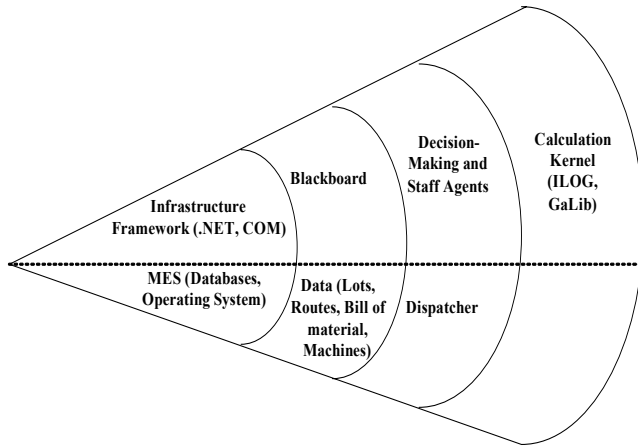 Infrastructure
Framework (.NET, COM)
Blackboard
Decision-
Making and
Staff Agents
Calculation
Kernel
(ILOG,
GaLib)
MES (Databases,
Operating System)
Data (Lots,
Routes, Bill of
material,
Machines)
Dispatcher